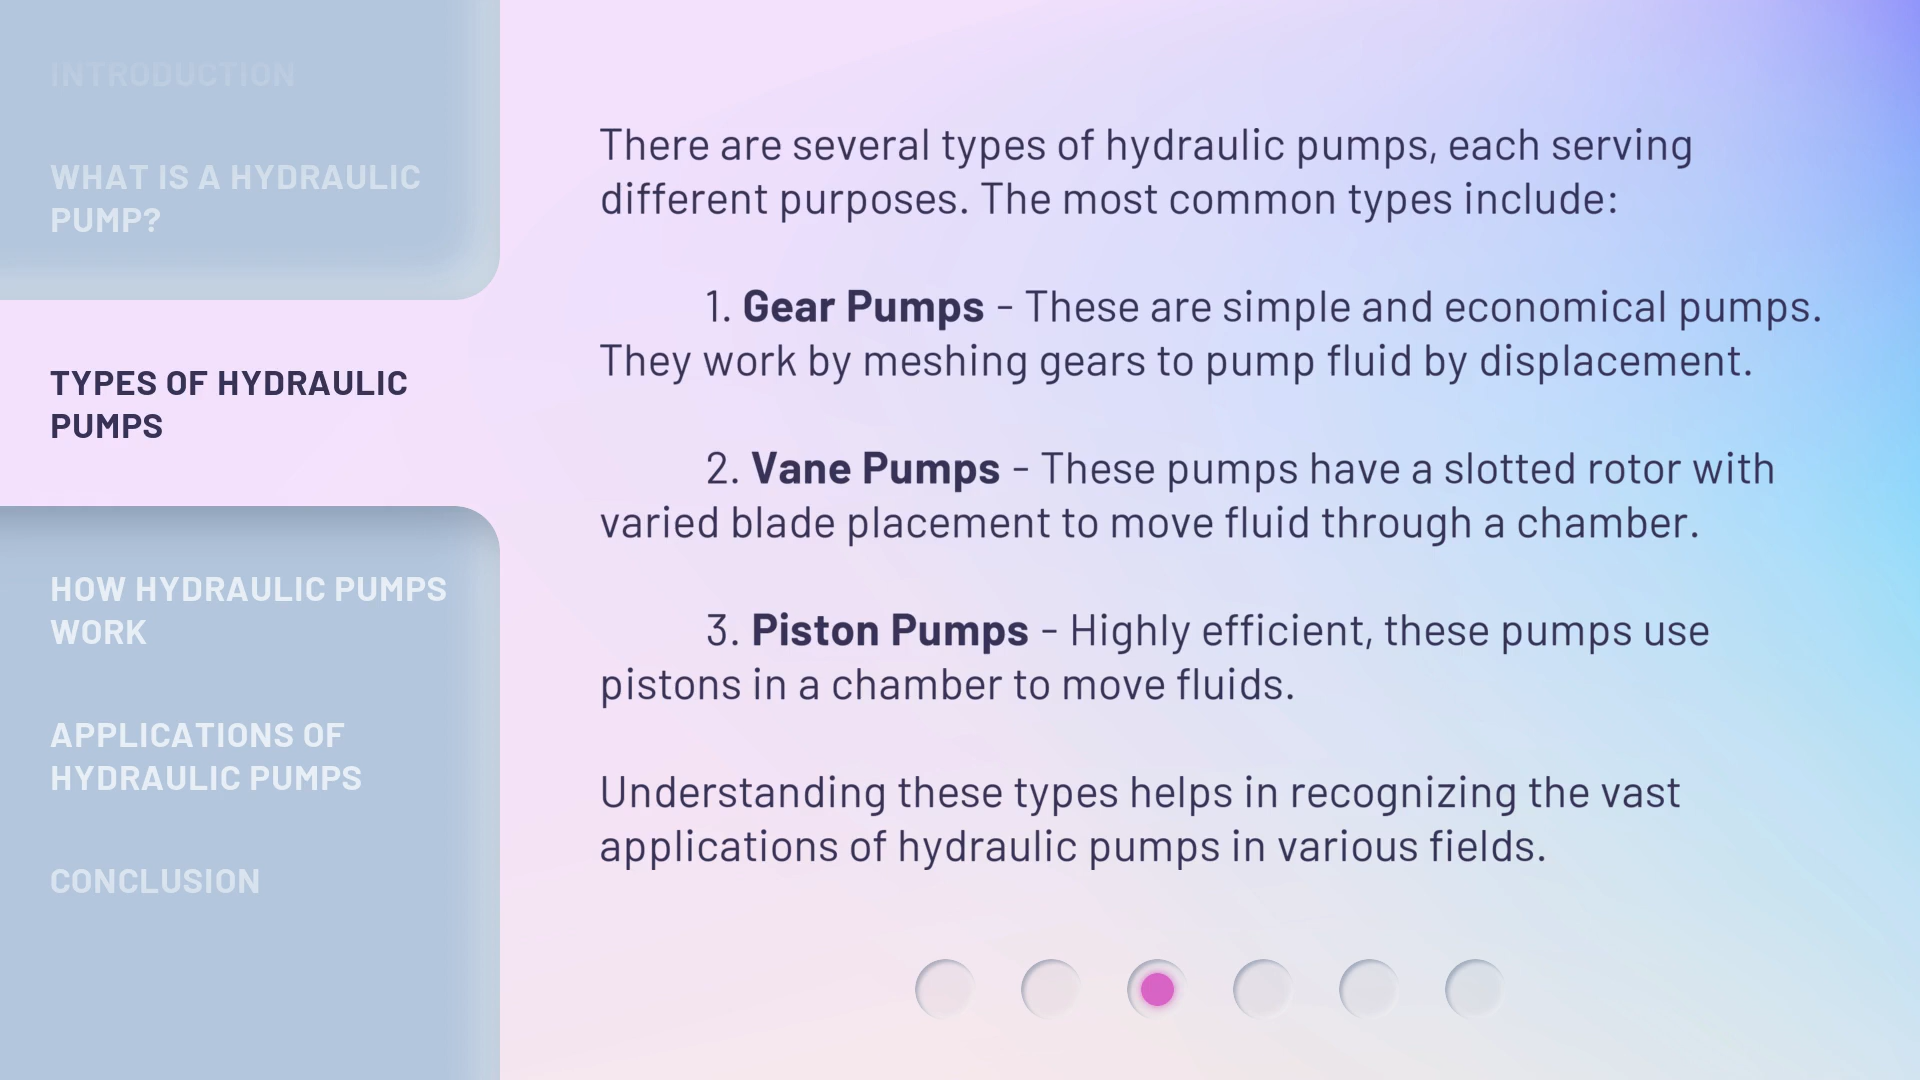 INTRODUCTION
WHAT IS A HYDRAULIC
PUMP?
TYPES OF HYDRAULIC
PUMPS
HOW HYDRAULIC PUMPS
WORK
APPLICATIONS OF
HYDRAULIC PUMPS
CONCLUSION
There are several types of hydraulic pumps, each serving
different purposes. The most common types include:
1. Gear Pumps - These are simple and economical pumps.
They work by meshing gears to pump fluid by displacement.
2. Vane Pumps - These pumps have a slotted rotor with
varied blade placement to move fluid through a chamber.
3. Piston Pumps - Highly efficient, these pumps use
pistons in a chamber to move fluids.
Understanding these types helps in recognizing the vast
applications of hydraulic pumps in various fields.